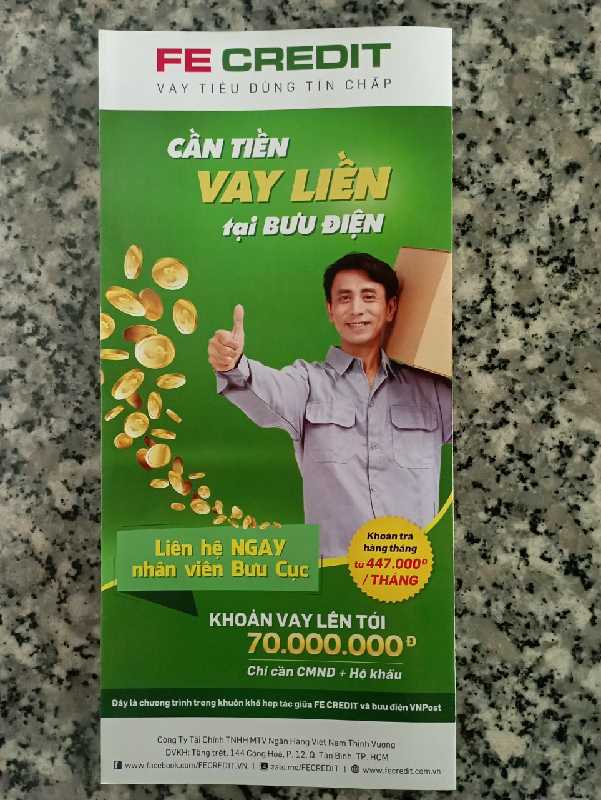 FE CREDIT
VAY TIÊU DÙNG TÍN CHẤP
CẦN TIỀN
VAY LIỀN
tại BƯU ĐIỆN
Liên hệ NGAY
nhân viên Bưu Cục
Khoản trả
hàng tháng
từ 447.000Đ
/ THÁNG
KHOẢN VAY LÊN TỚI
70.000.000Đ
Chỉ cần CMND + Hộ khẩu
Đây là chương trình trong khuôn khổ hợp tác giữa FE CREDIT và bưu điện VNPost
Công Ty Tài Chính TNHH MTV Ngân Hàng Việt Nam Thịnh Vượng
DVKH: Tầng trệt, 144 Cộng Hoà, P. 12, Q. Tân Bình, TP. HCM
f www.facebook.com/FECREDIT.VN | zalo.me/FECREDIT | www.fecredit.com.vn